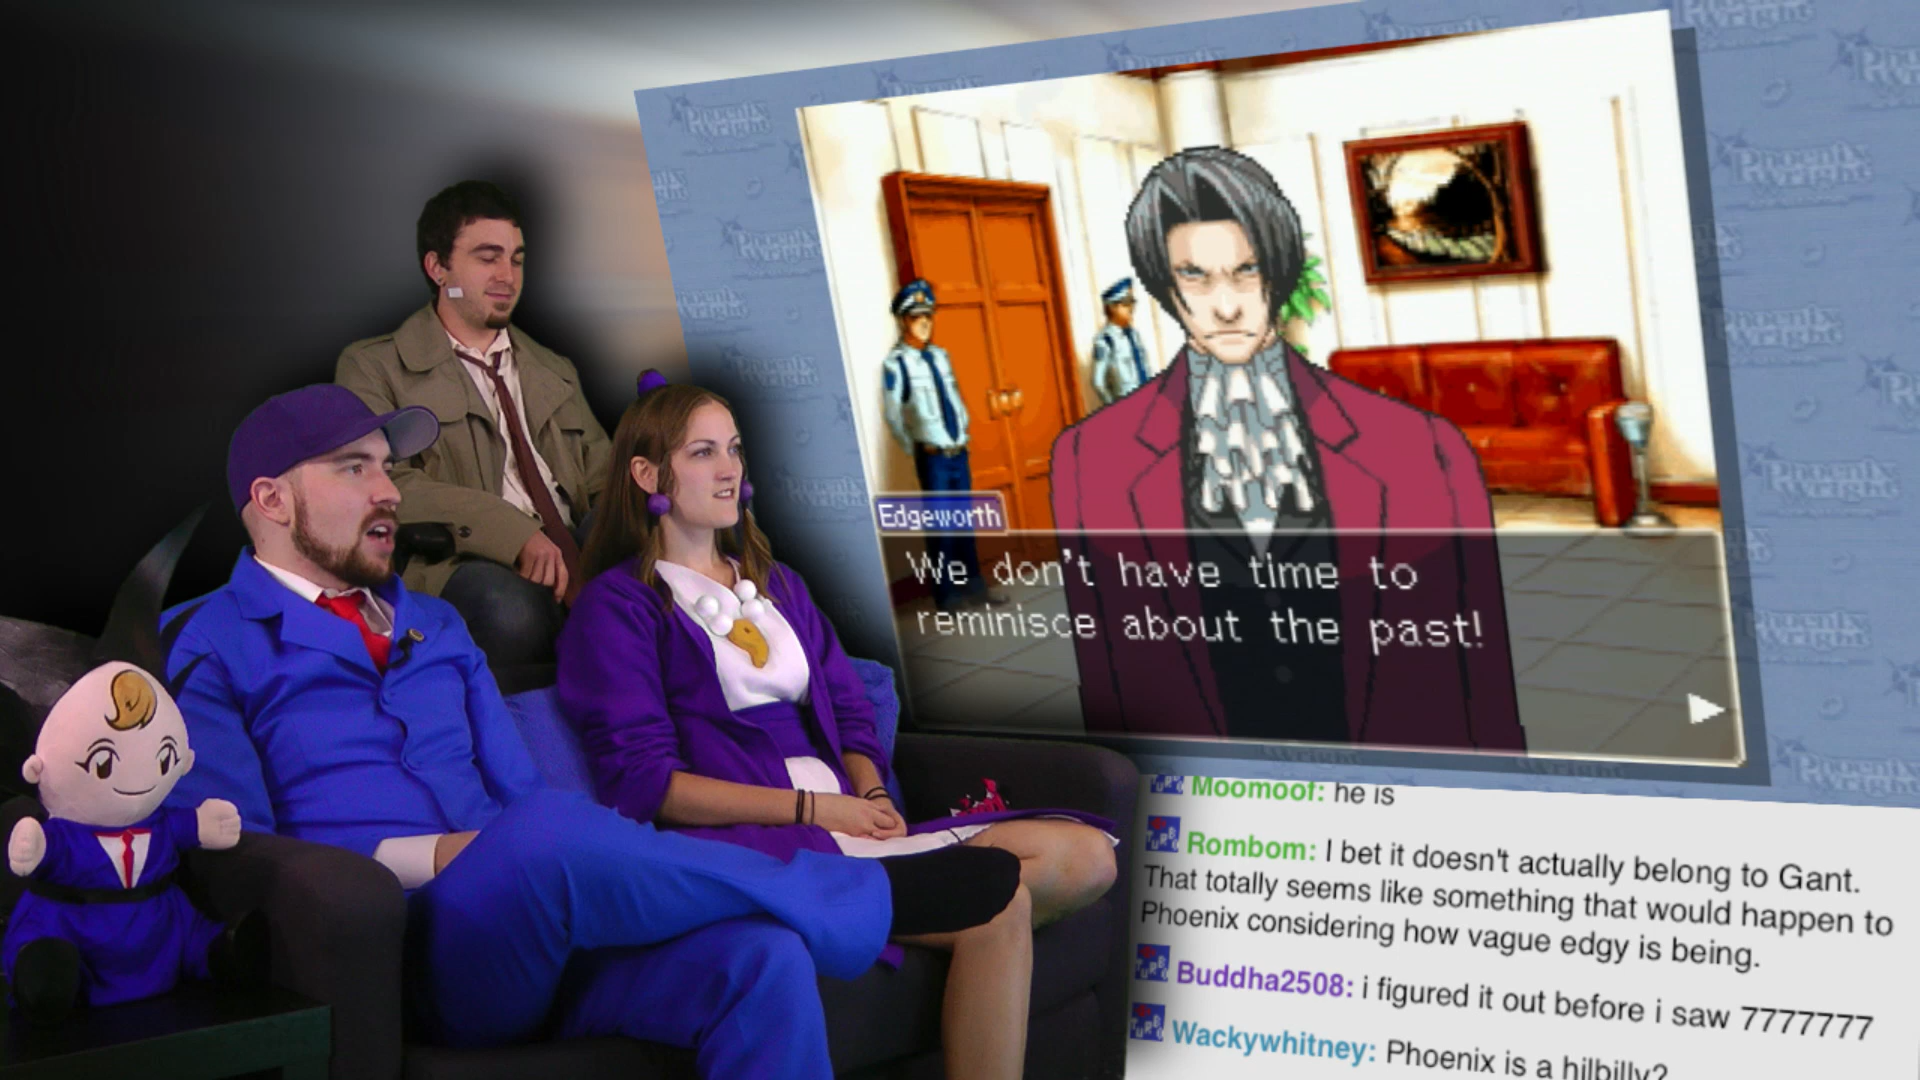 Phoenix
Wright
Edgeworth
We don't have time to
reminisce about the past!
Moomoof: he is
Rombom: I bet it doesn't actually belong to Gant.
That totally seems like something that would happen to
Phoenix considering how vague edgy is being.
Buddha2508: i figured it out before i saw 7777777
Wackywhitney: Phoenix is a hilbilly?